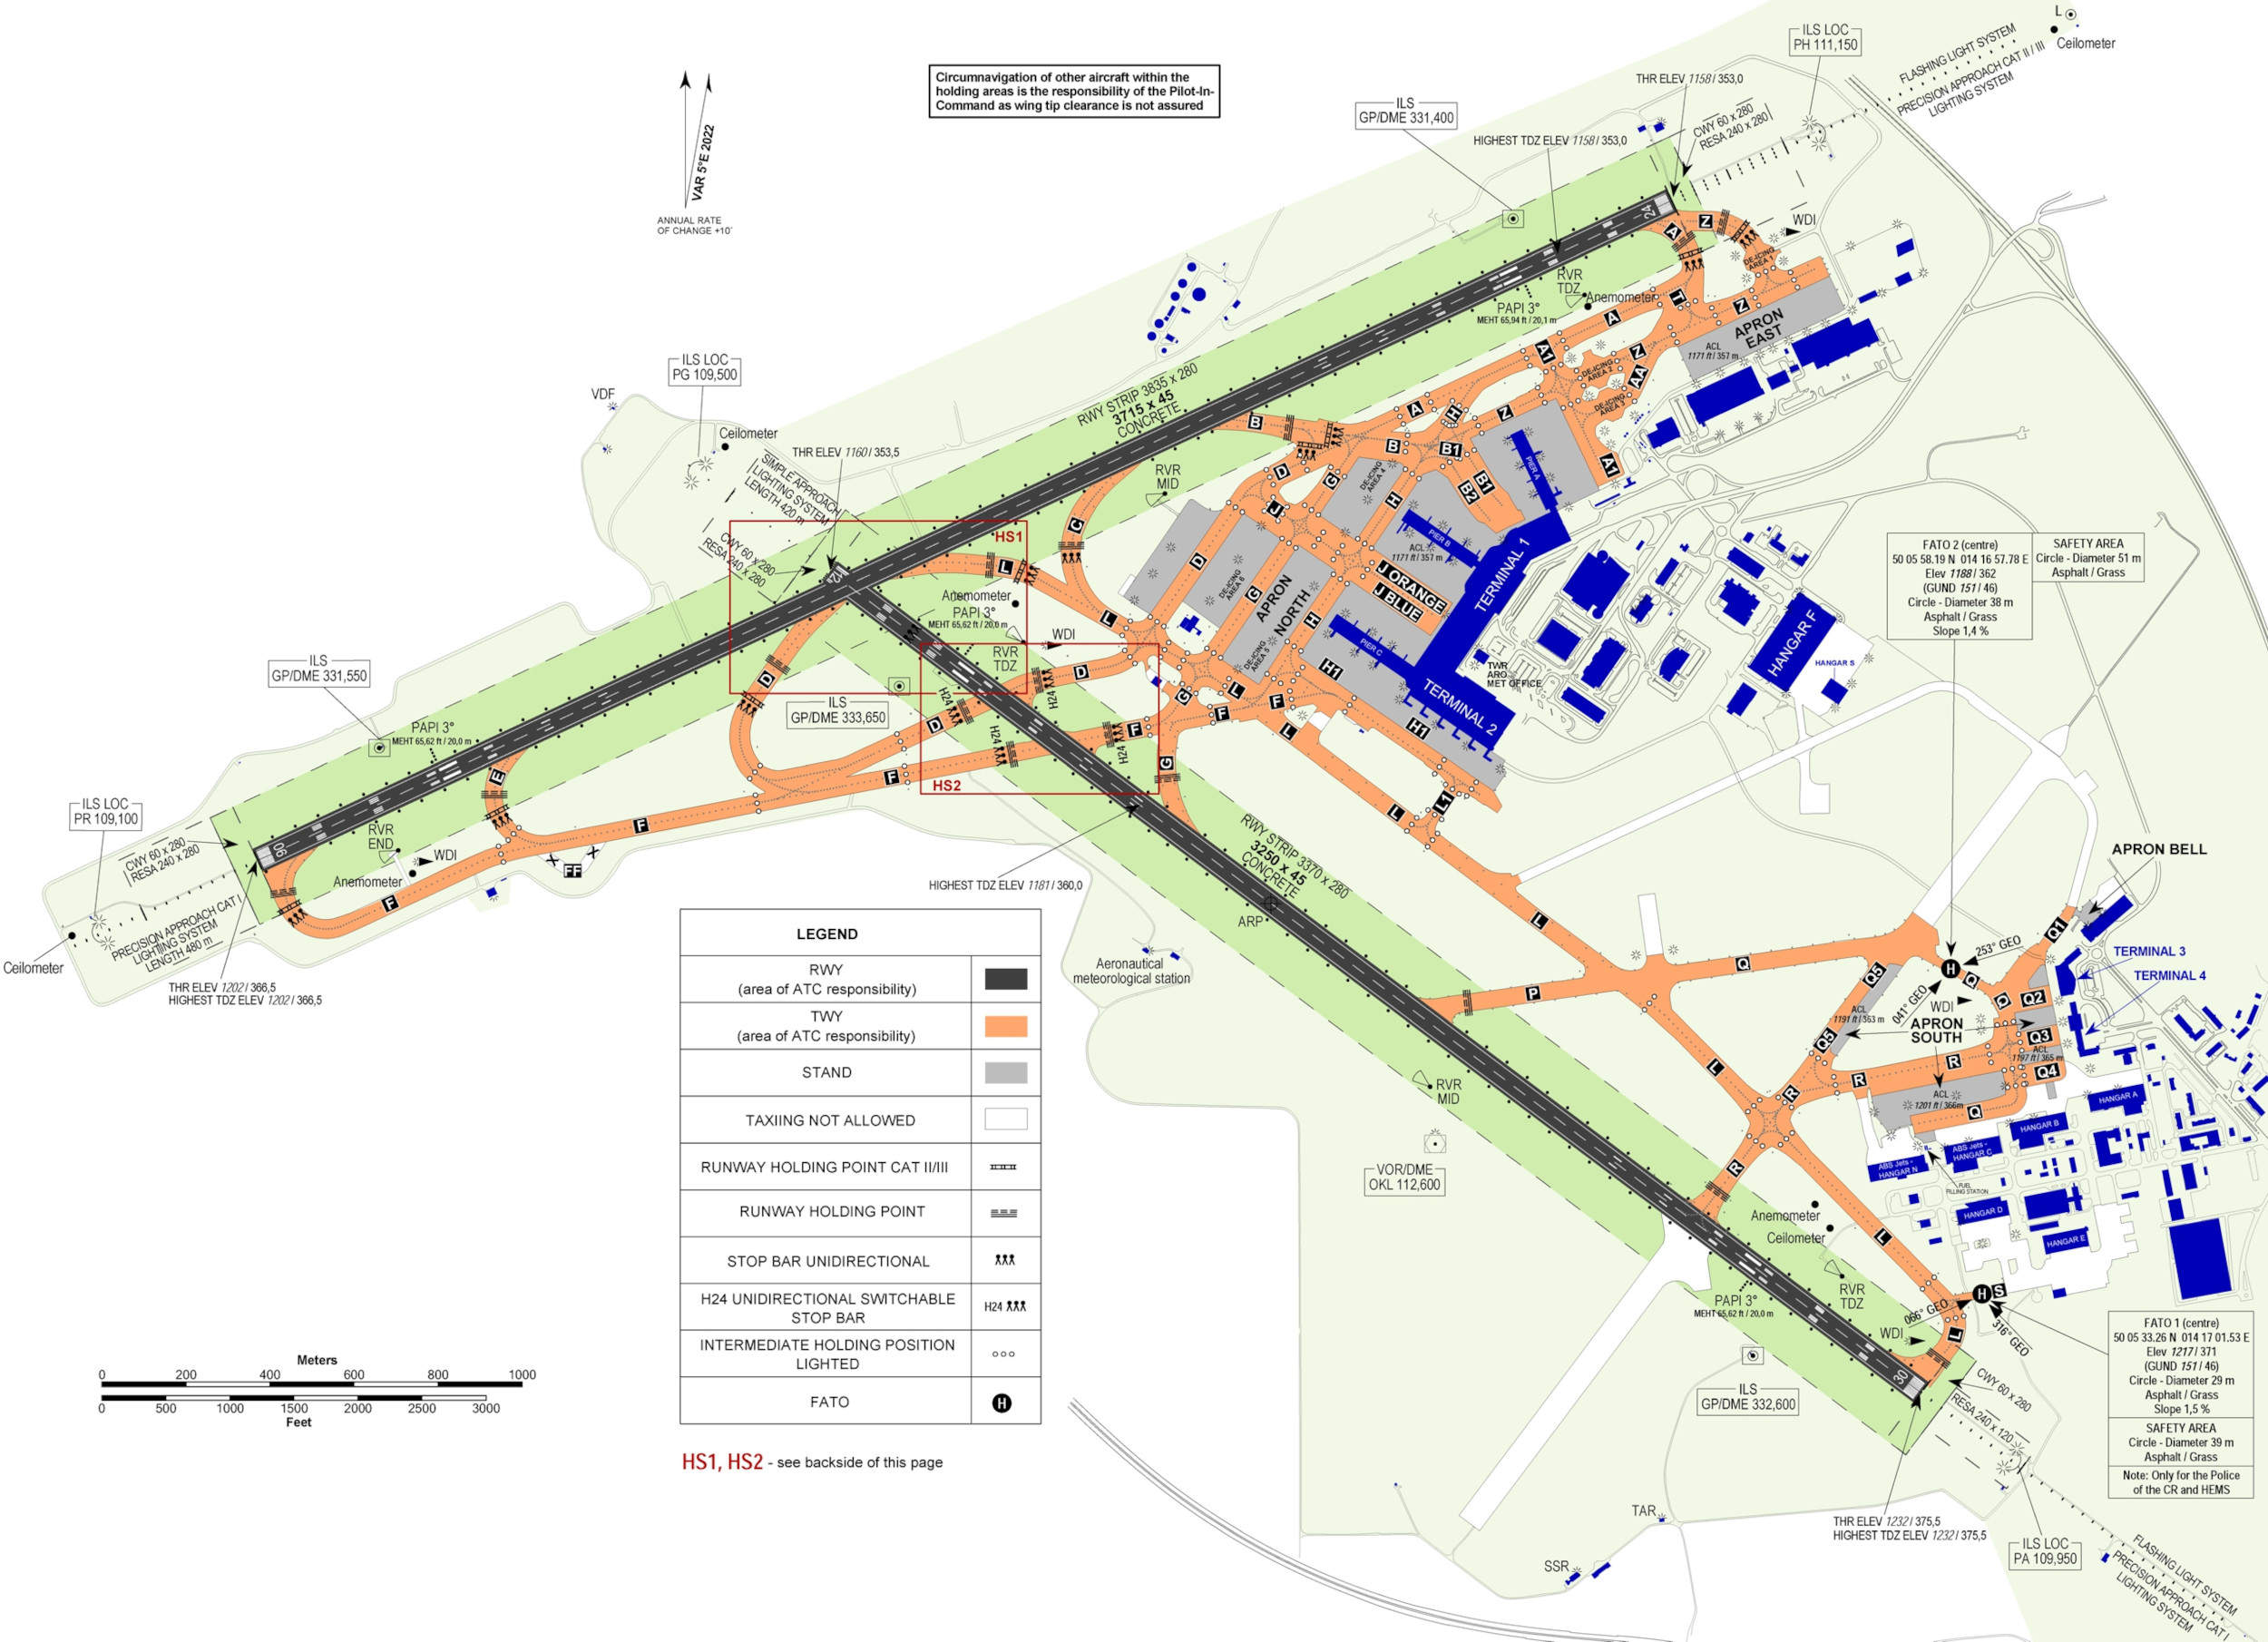 L
Ceilometer
ILS LOC
PH 111,150
FLASHING LIGHT SYSTEM
PRECISION APPROACH CAT II / III
LIGHTING SYSTEM
THR ELEV 1158 / 353,0
CWY 60 x 280
RESA 240 x 280
Circumnavigation of other aircraft within the
holding areas is the responsibility of the Pilot-In-
Command as wing tip clearance is not assured
ILS
GP/DME 331,400
HIGHEST TDZ ELEV 1158 / 353,0
VAR 5°E 2022
ANNUAL RATE
OF CHANGE +10'
24
A
Z
WDI
DE-ICING
AREA 1
RVR
TDZ
Anemometer
PAPI 3°
MEHT 65,94 ft / 20,1 m
T
Z
A
APRON
EAST
ACL
1171 ft / 357 m
A1
Z
AA
DE-ICING
AREA 2
DE-ICING
AREA 3
A1
RWY STRIP 3835 x 280
3715 x 45
CONCRETE
B
A
H
Z
B
B1
B1
B2
PIER A
ILS LOC
PG 109,500
VDF
Ceilometer
SIMPLE APPROACH
LIGHTING SYSTEM
LENGTH 420 m
THR ELEV 1160 / 353,5
CWY 60 x 280
RESA 240 x 280
RVR
MID
D
G
DE-ICING
AREA 4
H
J
C
HS1
L
12
Anemometer
PAPI 3°
MEHT 65,62 ft / 20,0 m
WDI
RVR
TDZ
L
D
DE-ICING
AREA 6
G
APRON
NORTH
H
DE-ICING
AREA 5
ACL
1171 ft / 357 m
PIER B
J ORANGE
J BLUE
PIER C
TERMINAL 1
TERMINAL 2
TWR
ARO
MET OFFICE
HANGAR F
HANGAR S
H1
H1
ILS
GP/DME 331,550
PAPI 3°
MEHT 65,62 ft / 20,0 m
ILS
GP/DME 333,650
D
D
D
H24
H24
H24
H24
F
F
F
F
G
G
L
L
HS2
ILS LOC
PR 109,100
CWY 60 x 280
RESA 240 x 280
06
RVR
END
WDI
Anemometer
E
F
F
FF
PRECISION APPROACH CAT I
LIGHTING SYSTEM
LENGTH 480 m
Ceilometer
THR ELEV 1202 / 366,5
HIGHEST TDZ ELEV 1202 / 366,5
HIGHEST TDZ ELEV 1181 / 360,0
RWY STRIP 3370 x 280
3250 x 45
CONCRETE
ARP
Aeronautical
meteorological station
L
L1
L
P
Q
L
FATO 2 (centre)
50 05 58.19 N 014 16 57.78 E
Elev 1188 / 362
(GUND 151 / 46)
Circle - Diameter 38 m
Asphalt / Grass
Slope 1,4 %
SAFETY AREA
Circle - Diameter 51 m
Asphalt / Grass
APRON BELL
Q1
253° GEO
H
041° GEO
Q
Q
WDI
Q5
Q5
ACL
1191 ft / 363 m
APRON
SOUTH
Q2
Q3
ACL
1197 ft / 365 m
Q4
TERMINAL 3
TERMINAL 4
R
R
R
R
ACL
1201 ft / 366m
Q
HANGAR A
HANGAR B
ABS Jets -
HANGAR C
ABS Jets -
HANGAR N
FUEL
FILLING STATION
HANGAR D
HANGAR E
RVR
MID
VOR/DME
OKL 112,600
Anemometer
Ceilometer
L
RVR
TDZ
PAPI 3°
MEHT 65,62 ft / 20,0 m
066° GEO
H
S
316° GEO
WDI
L
30
ILS
GP/DME 332,600
CWY 60 x 280
RESA 240 x 120
FATO 1 (centre)
50 05 33.26 N 014 17 01.53 E
Elev 1217 / 371
(GUND 151 / 46)
Circle - Diameter 29 m
Asphalt / Grass
Slope 1,5 %
SAFETY AREA
Circle - Diameter 39 m
Asphalt / Grass
Note: Only for the Police
of the CR and HEMS
THR ELEV 1232 / 375,5
HIGHEST TDZ ELEV 1232 / 375,5
ILS LOC
PA 109,950
FLASHING LIGHT SYSTEM
PRECISION APPROACH CAT I
LIGHTING SYSTEM
TAR
SSR
LEGEND
RWY
(area of ATC responsibility)
TWY
(area of ATC responsibility)
STAND
TAXIING NOT ALLOWED
RUNWAY HOLDING POINT CAT II/III
RUNWAY HOLDING POINT
STOP BAR UNIDIRECTIONAL
H24 UNIDIRECTIONAL SWITCHABLE
STOP BAR
H24
INTERMEDIATE HOLDING POSITION
LIGHTED
FATO
H
HS1, HS2 - see backside of this page
Meters
0 200 400 600 800 1000
0 500 1000 1500 2000 2500 3000
Feet